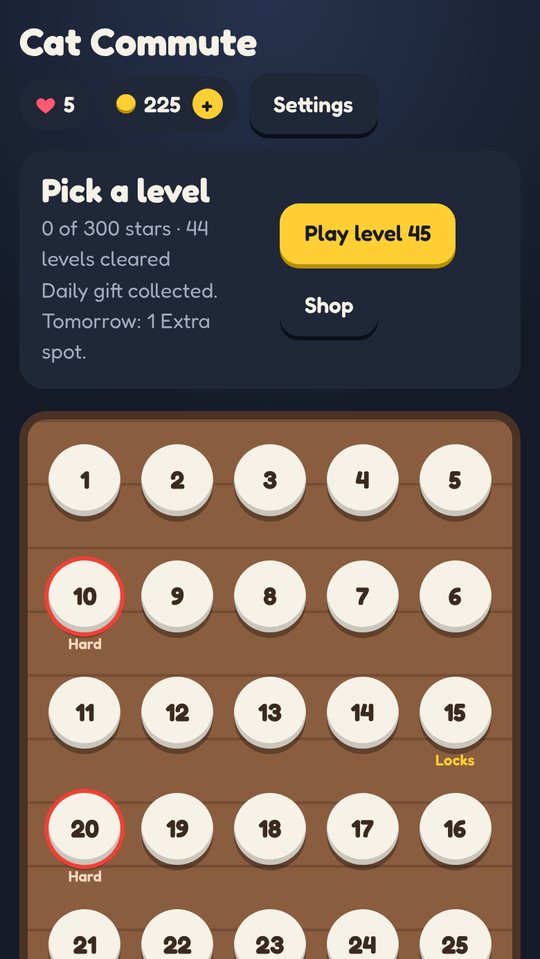 Cat Commute
5
225
+
Settings
Pick a level
0 of 300 stars · 44
levels cleared
Daily gift collected.
Tomorrow: 1 Extra
spot.
Play level 45
Shop
1 2 3 4 5
10 9 8 7 6
Hard
11 12 13 14 15
Locks
20 19 18 17 16
Hard
21 22 23 24 25